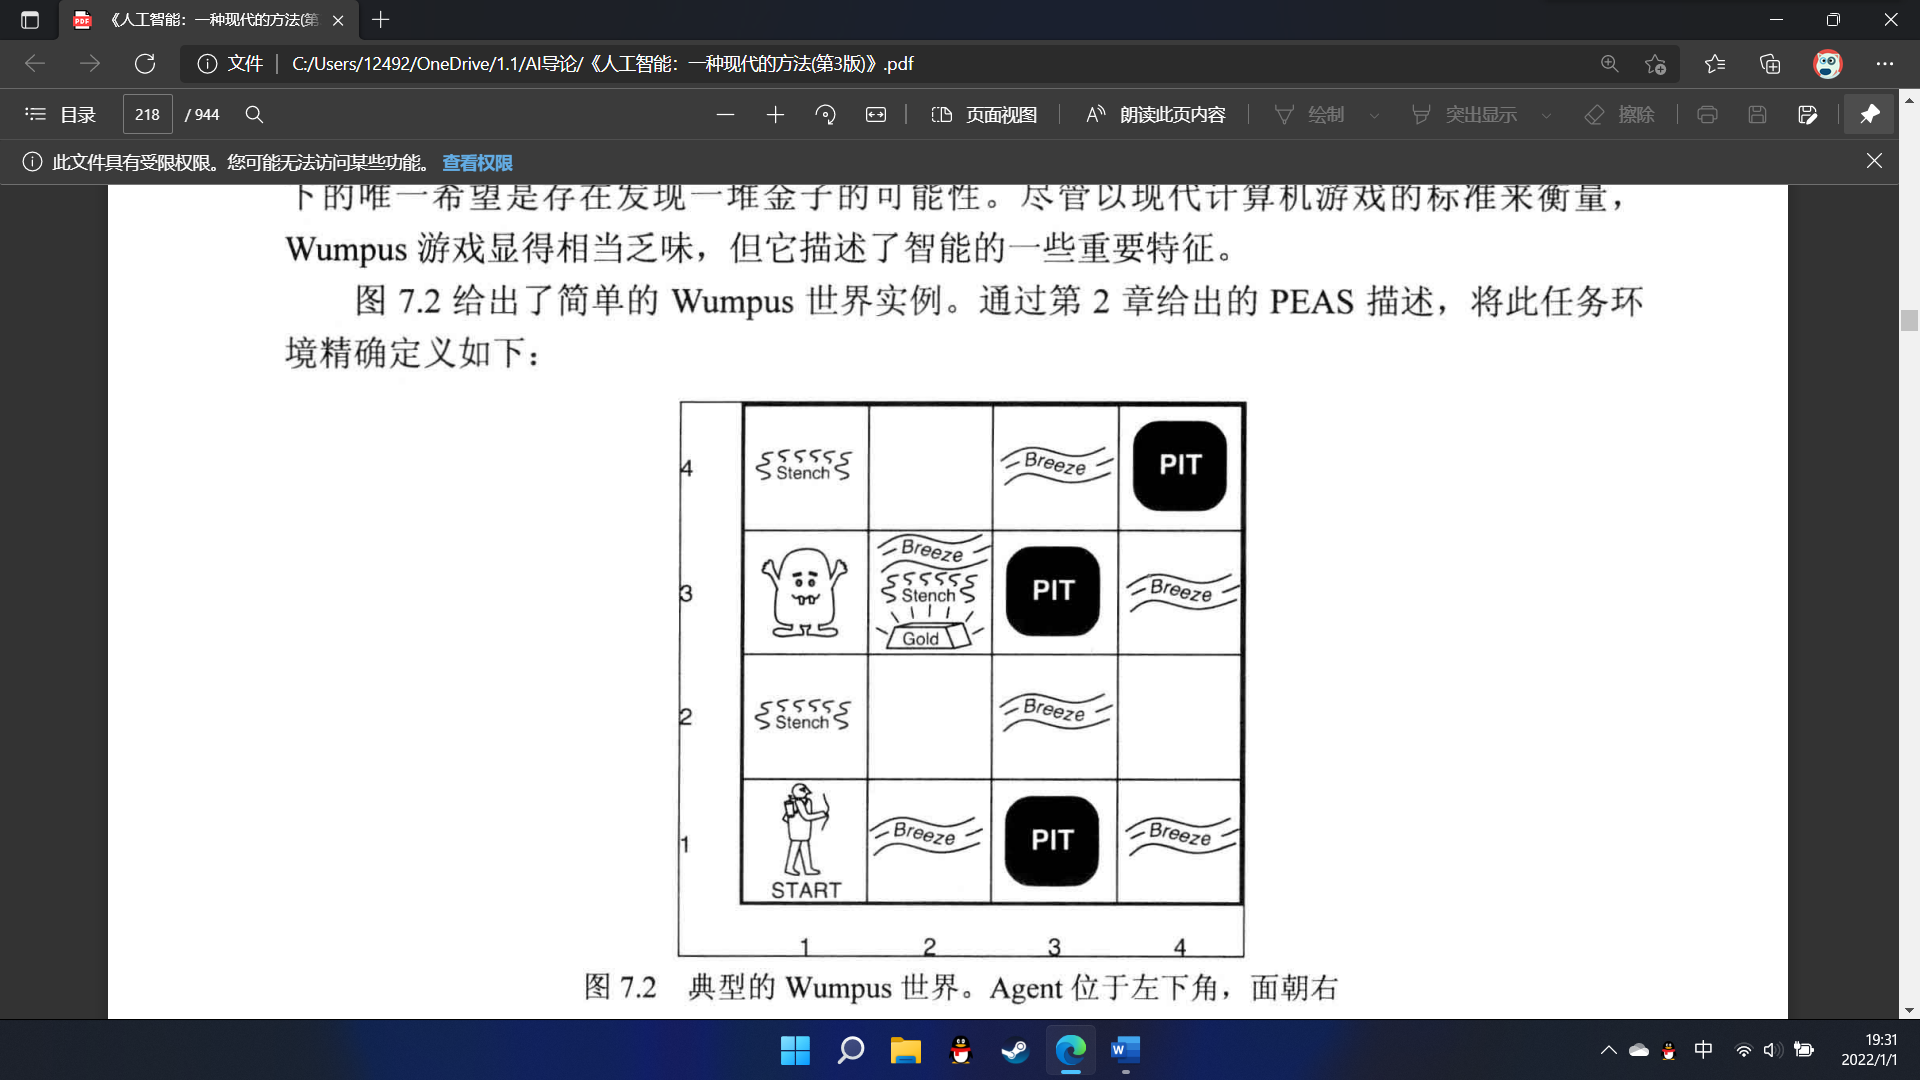 《人工智能：一种现代的方法(第
文件 | C:/Users/12492/OneDrive/1.1/AI导论/《人工智能：一种现代的方法(第3版)》.pdf
目录 218 / 944 页面视图 朗读此页内容 绘制 突出显示 擦除
此文件具有受限权限。您可能无法访问某些功能。 查看权限
下的唯一希望是存在发现一堆金子的可能性。尽管以现代计算机游戏的标准来衡量，
Wumpus 游戏显得相当乏味，但它描述了智能的一些重要特征。
图 7.2 给出了简单的 Wumpus 世界实例。通过第 2 章给出的 PEAS 描述，将此任务环
境精确定义如下：
4 Stench Breeze PIT
Breeze
3 Stench PIT Breeze
Gold
2 Stench Breeze
1 Breeze PIT Breeze
START
1 2 3 4
图 7.2 典型的 Wumpus 世界。Agent 位于左下角，面朝右
中 19:31
2022/1/1